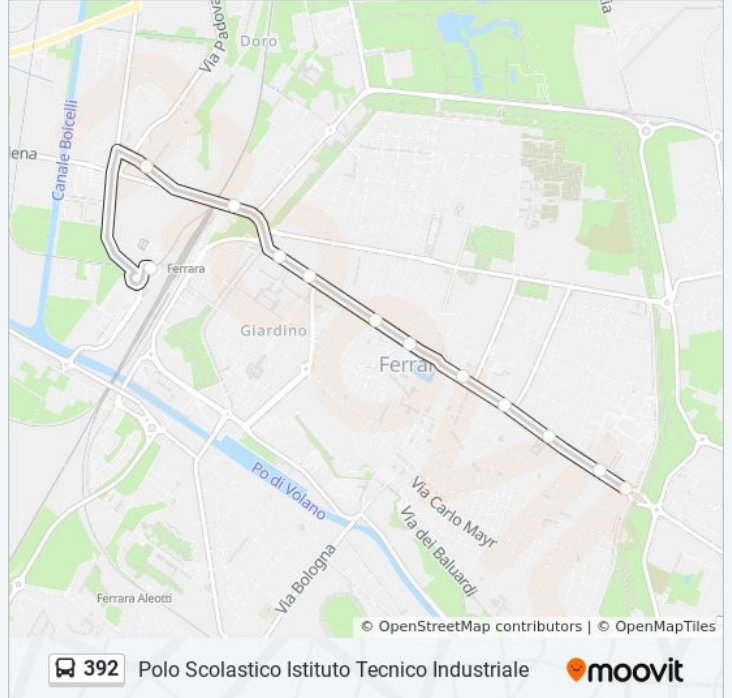 ia
Via Padova
Doro
Canale Boicelli
lena
Ferrara
Giardino
Ferrar
Po di Volano
Via Carlo Mayr
Via dei Baluardi
Via Bologna
Ferrara Aleotti
© OpenStreetMap contributors | © OpenMapTiles
392 Polo Scolastico Istituto Tecnico Industriale moovit